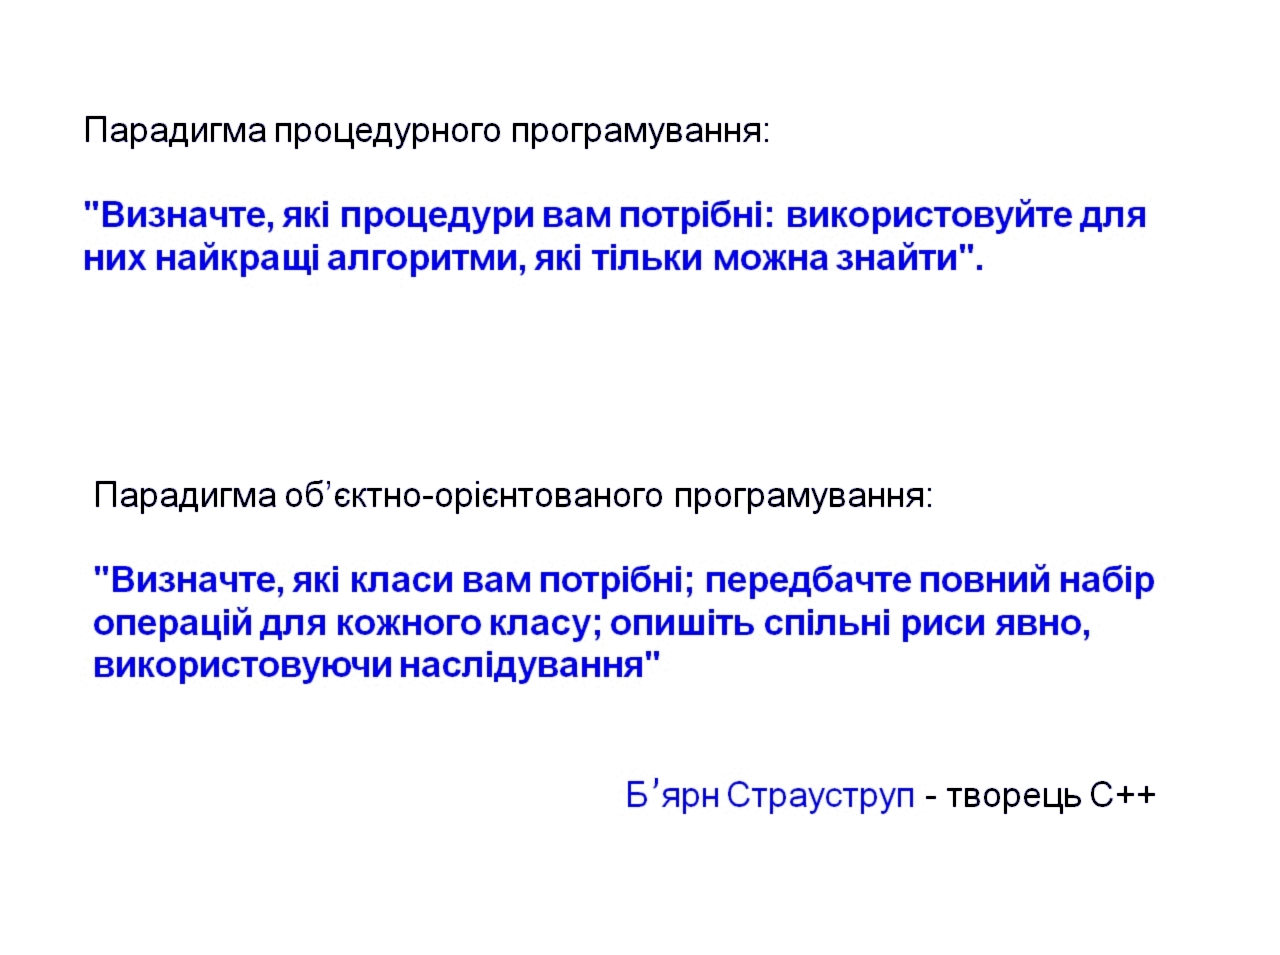 Парадигма процедурного програмування:
"Визначте, які процедури вам потрібні: використовуйте для
них найкращі алгоритми, які тільки можна знайти".
Парадигма об’єктно-орієнтованого програмування:
"Визначте, які класи вам потрібні; передбачте повний набір
операцій для кожного класу; опишіть спільні риси явно,
використовуючи наслідування"
Б’ярн Страуструп - творець С++